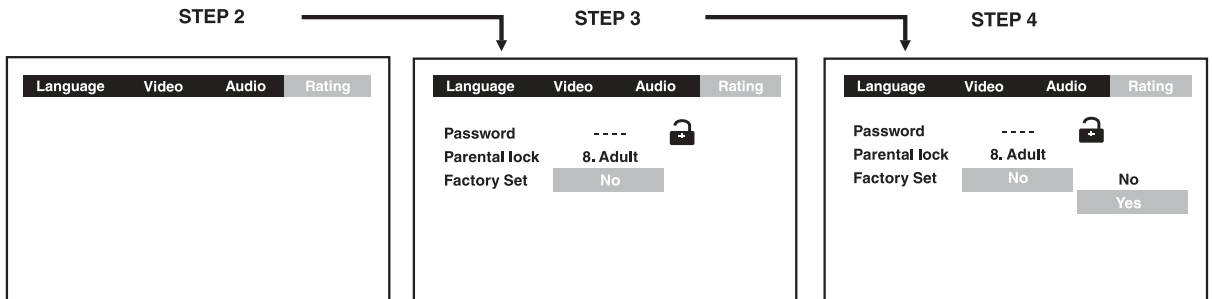 STEP 2
STEP 3
STEP 4
Language Video Audio Rating
Language Video Audio Rating
Password - - - -
Parental lock 8. Adult
Factory Set No
Language Video Audio Rating
Password - - - -
Parental lock 8. Adult
Factory Set No No
Yes